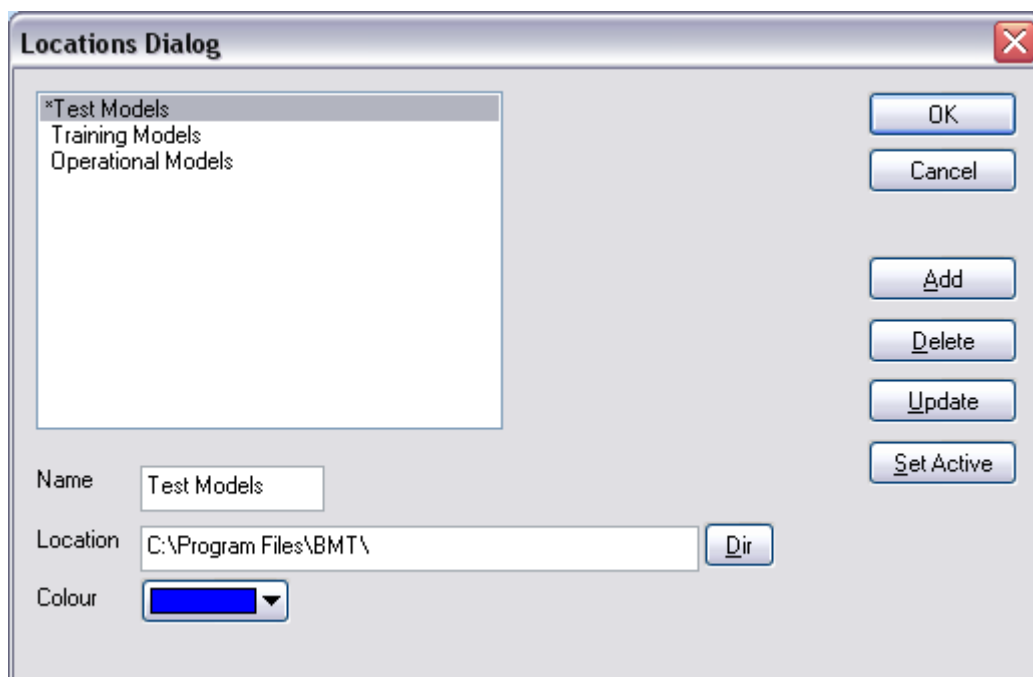 Locations Dialog
*Test Models
Training Models
Operational Models
OK
Cancel
Add
Delete
Update
Set Active
Name
Test Models
Location
C:\Program Files\BMT\
Dir
Colour